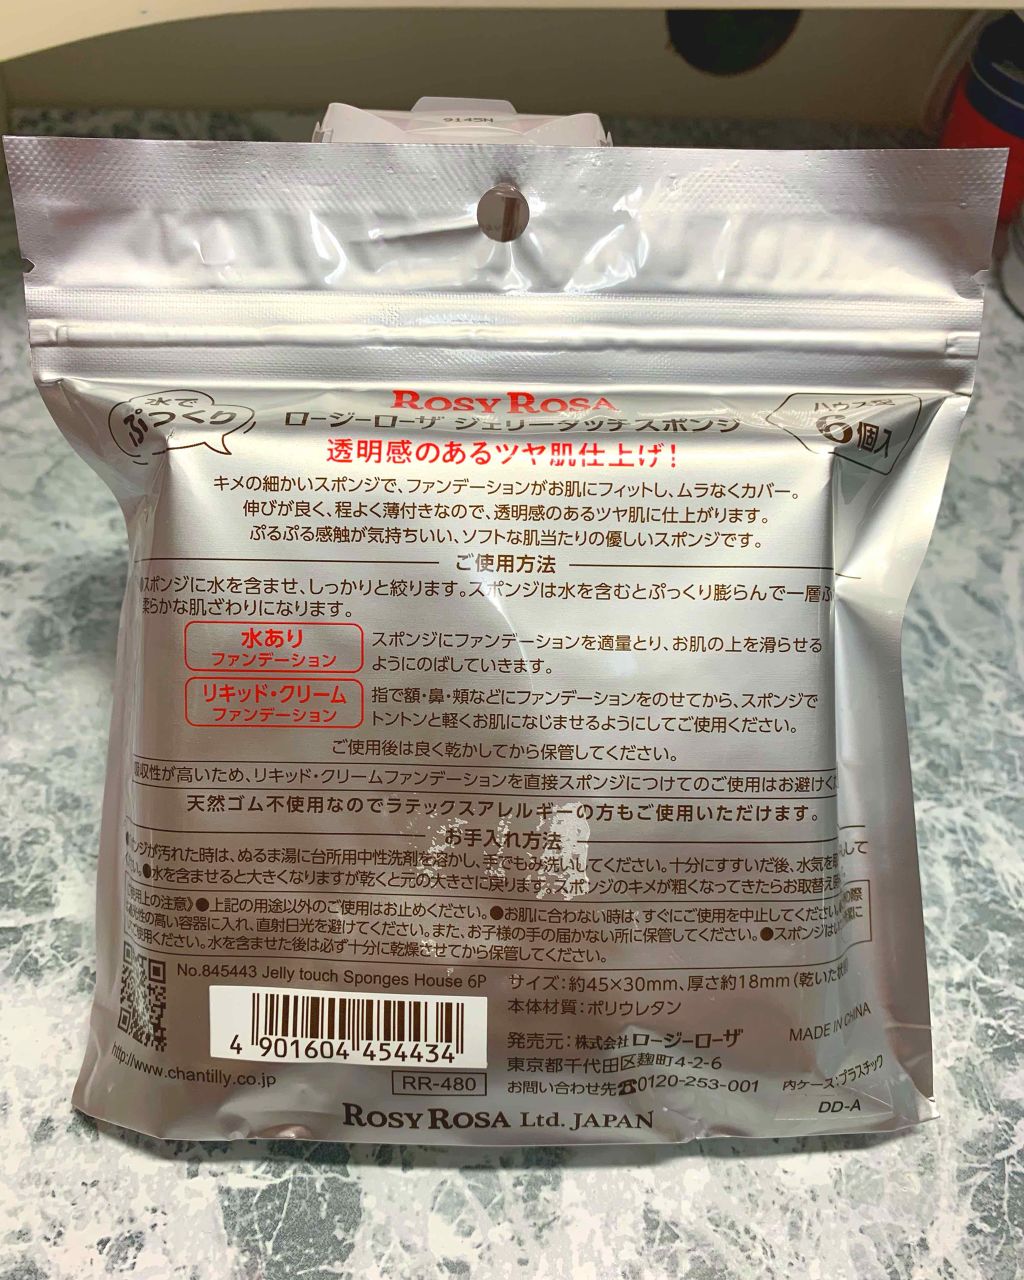 9145H
水で
ぷっくり
ROSY ROSA
ロージーローザ ジェリータッチスポンジ
ハウス型
6個入
透明感のあるツヤ肌仕上げ!
キメの細かいスポンジで、ファンデーションがお肌にフィットし、ムラなくカバー。
伸びが良く、程よく薄付きなので、透明感のあるツヤ肌に仕上がります。
ぷるぷる感触が気持ちいい、ソフトな肌当たりの優しいスポンジです。
ご使用方法
●スポンジに水を含ませ、しっかりと絞ります。スポンジは水を含むとぷっくり膨らんで一層
柔らかな肌ざわりになります。
水あり
ファンデーション
スポンジにファンデーションを適量とり、お肌の上を滑らせる
ようにのばしていきます。
リキッド・クリーム
ファンデーション
指で額・鼻・頬などにファンデーションをのせてから、スポンジで
トントンと軽くお肌になじませるようにしてご使用ください。
ご使用後は良く乾かしてから保管してください。
吸収性が高いため、リキッド・クリームファンデーションを直接スポンジにつけてのご使用はお避けくだ
天然ゴム不使用なのでラテックスアレルギーの方もご使用いただけます。
お手入れ方法
ンジが汚れた時は、ぬるま湯に台所用中性洗剤を溶かし、手でもみ洗いしてください。十分にすすいだ後、水気を
ください。●水を含ませると大きくなりますが乾くと元の大きさに戻ります。スポンジのキメが粗くなってきたらお取替え
ご使用上の注意》●上記の用途以外のご使用はお止めください。●お肌に合わない時は、すぐにご使用を中止してください。
光性の高い容器に入れ、直射日光を避けてください。また、お子様の手の届かない所に保管してください。●スポンジは
ご使用ください。水を含ませた後は必ず十分に乾燥させてから保管してください。
No.845443 Jelly touch Sponges House 6P
サイズ:約45×30mm、厚さ約18mm(乾いた状
本体材質:ポリウレタン
4 901604 454434
MADE IN CHINA
発売元:株式会社ロージーローザ
東京都千代田区麹町4-2-6
http://www.chantilly.co.jp
RR-480
お問い合わせ先☎0120-253-001
内ケース:プラスチック
DD-A
ROSY ROSA Ltd. JAPAN